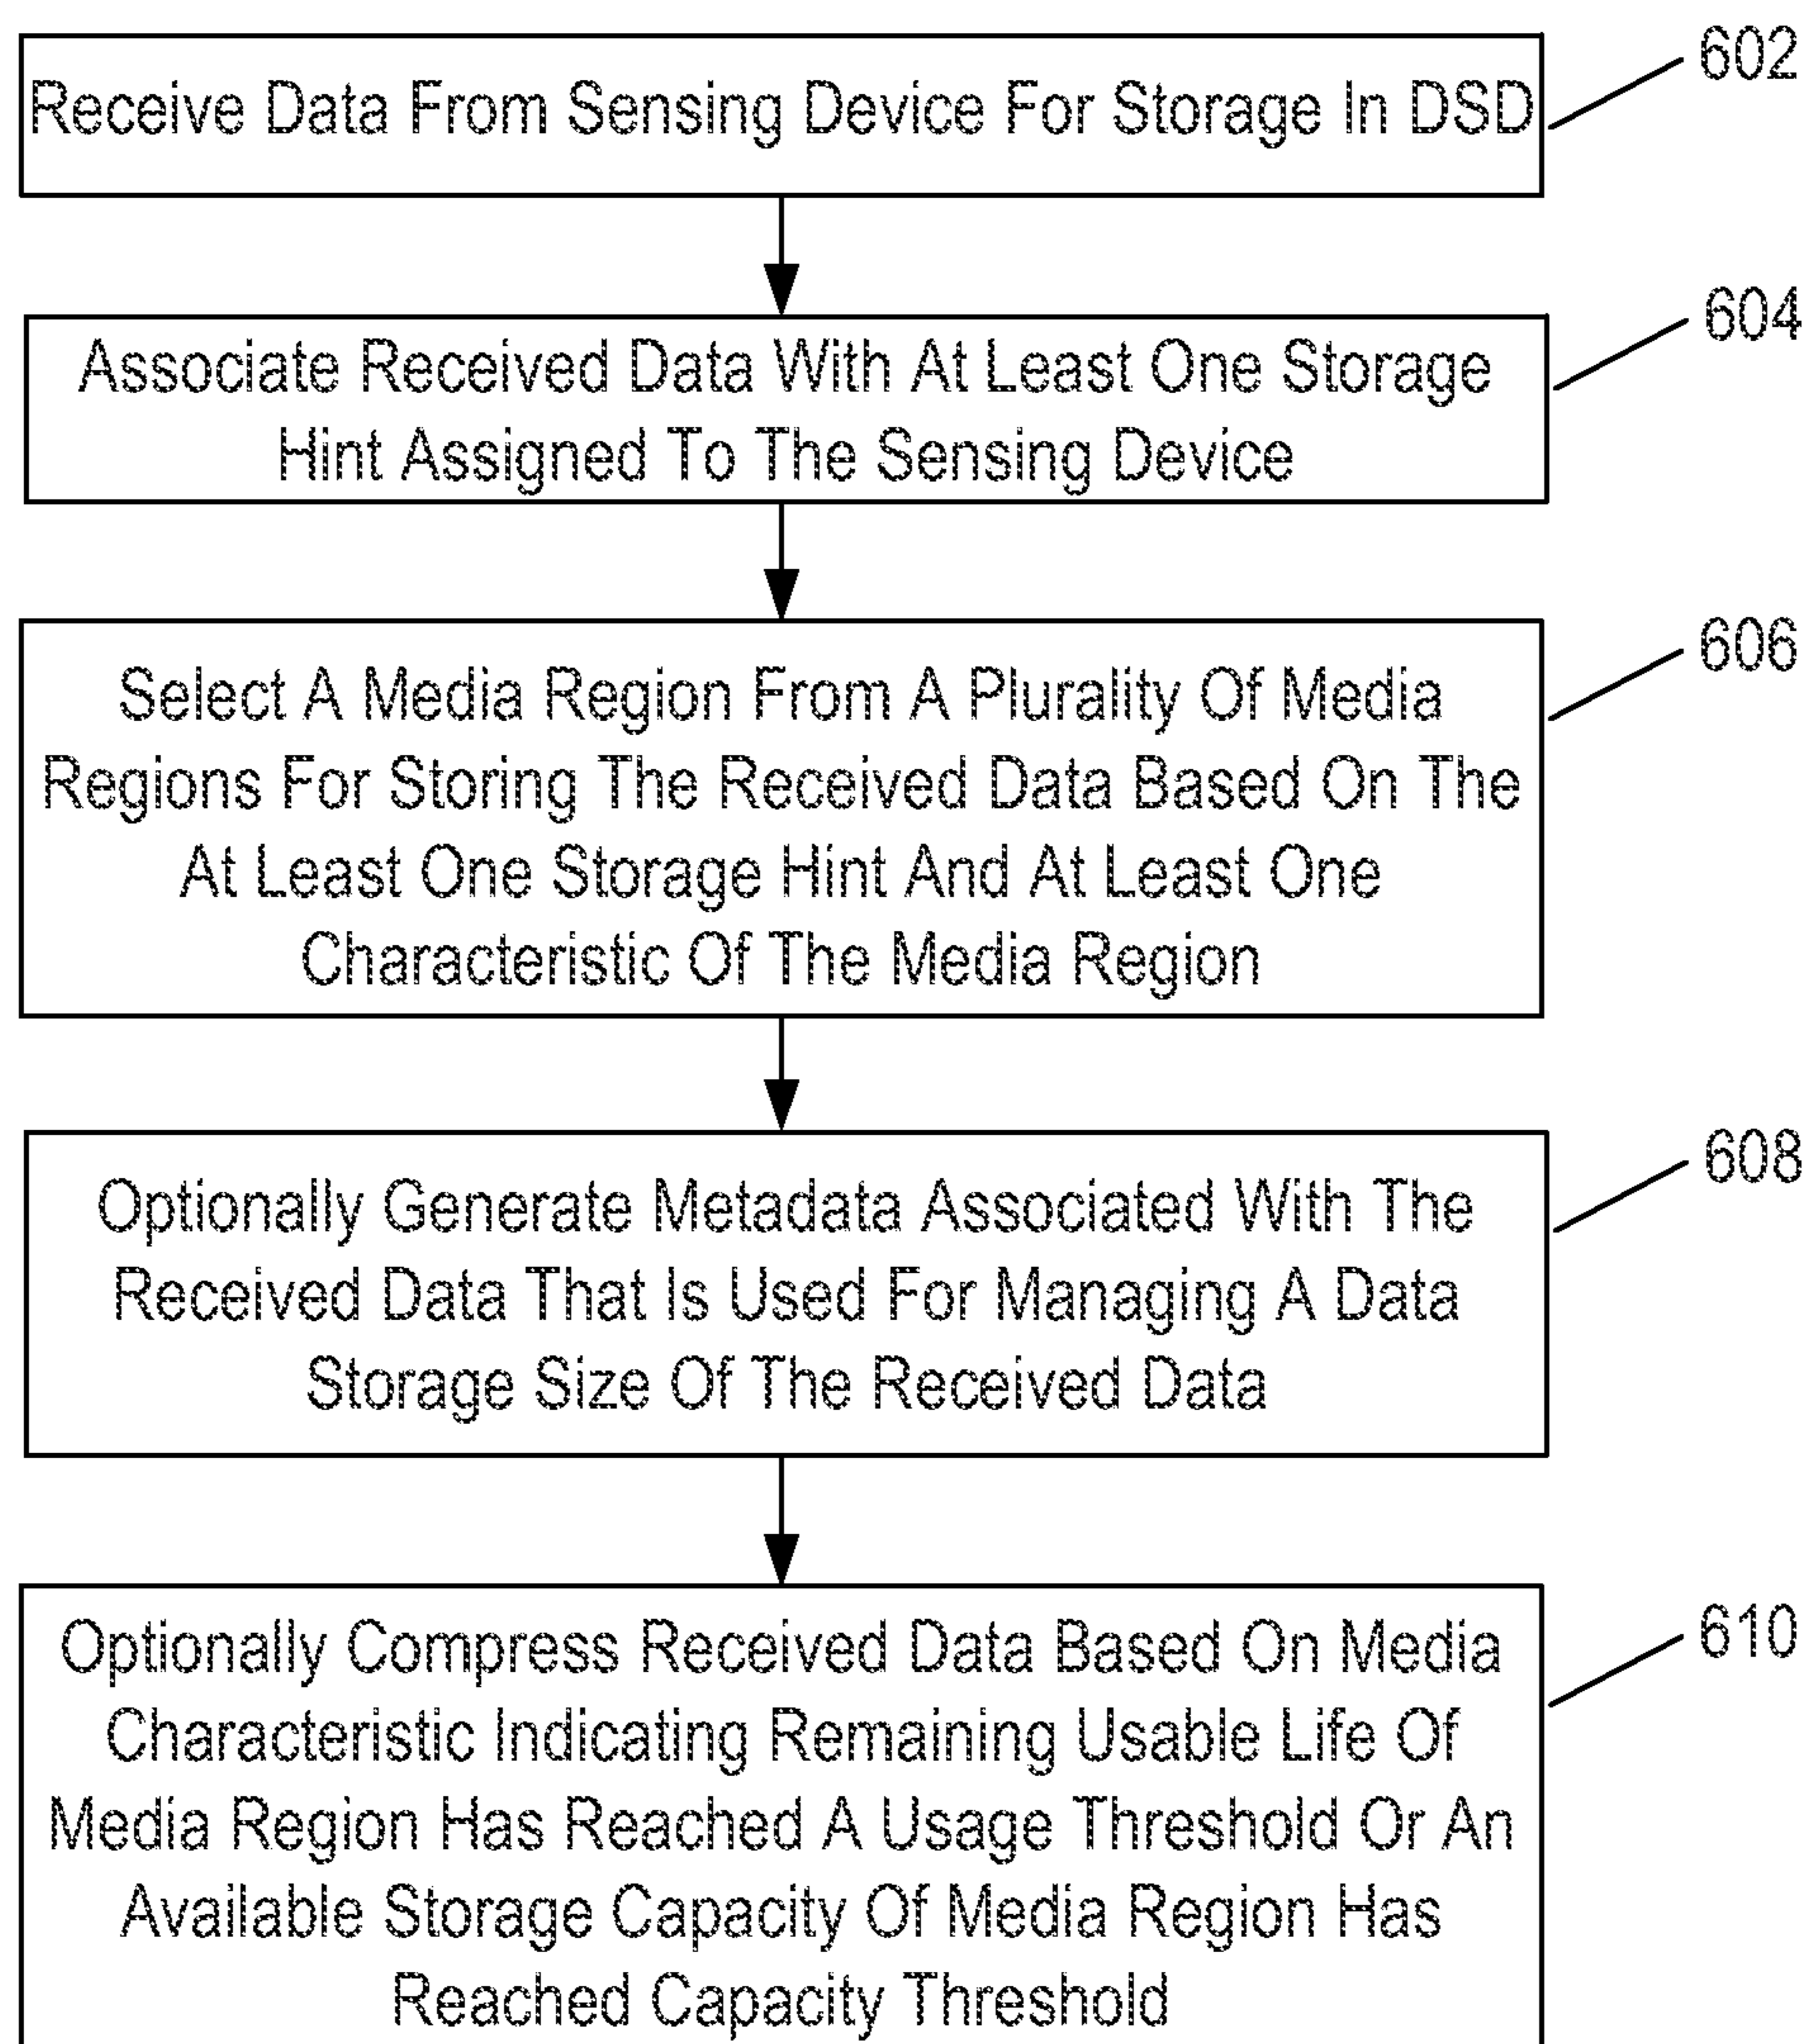 602
Receive Data From Sensing Device For Storage In DSD
604
Associate Received Data With At Least One Storage
Hint Assigned To The Sensing Device
606
Select A Media Region From A Plurality Of Media
Regions For Storing The Received Data Based On The
At Least One Storage Hint And At Least One
Characteristic Of The Media Region
608
Optionally Generate Metadata Associated With The
Received Data That Is Used For Managing A Data
Storage Size Of The Received Data
610
Optionally Compress Received Data Based On Media
Characteristic Indicating Remaining Usable Life Of
Media Region Has Reached A Usage Threshold Or An
Available Storage Capacity Of Media Region Has
Reached Capacity Threshold